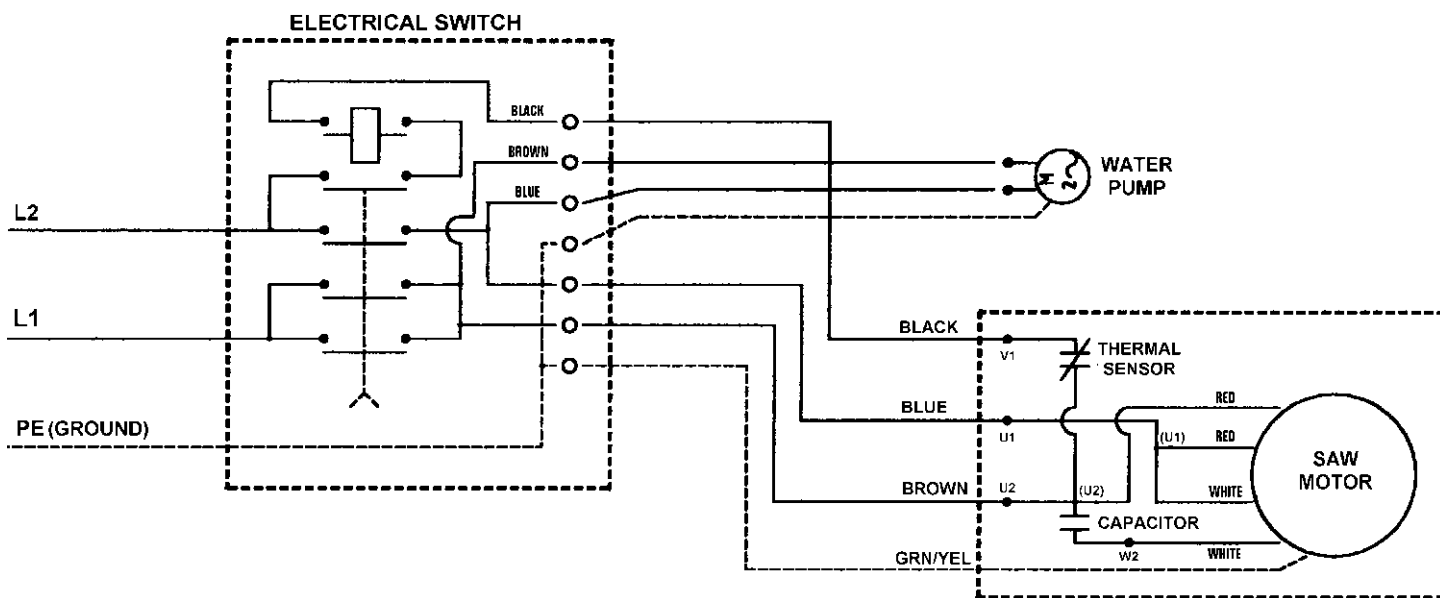 ELECTRICAL SWITCH
BLACK
BROWN
BLUE
L2
L1
PE (GROUND)
M
2~
WATER
PUMP
BLACK
V1
THERMAL
SENSOR
BLUE
U1
(U1)
RED
RED
BROWN
U2
(U2)
WHITE
SAW
MOTOR
CAPACITOR
W2
WHITE
GRN/YEL